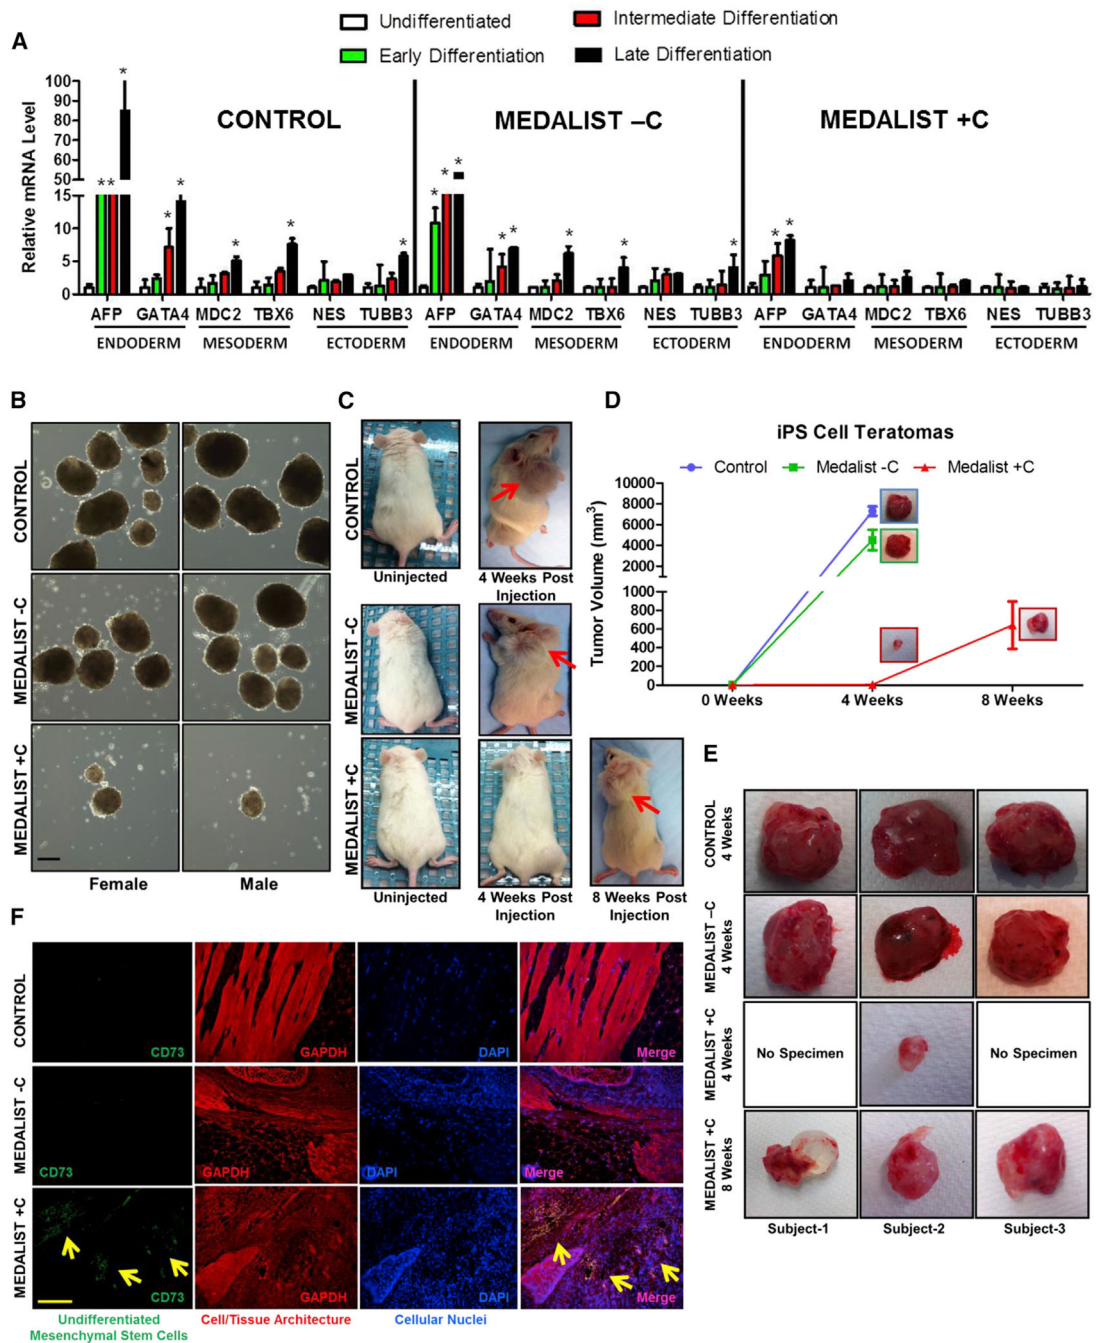 A
Undifferentiated
Intermediate Differentiation
Early Differentiation
Late Differentiation
Relative mRNA Level
100
90
80
70
60
50
15
10
5
0
CONTROL
MEDALIST –C
MEDALIST +C
* * * * * * * * * * * * * * * * * *
AFP GATA4 MDC2 TBX6 NES TUBB3 AFP GATA4 MDC2 TBX6 NES TUBB3 AFP GATA4 MDC2 TBX6 NES TUBB3
ENDODERM MESODERM ECTODERM ENDODERM MESODERM ECTODERM ENDODERM MESODERM ECTODERM
B
CONTROL
MEDALIST -C
MEDALIST +C
Female Male
C
CONTROL
Uninjected
4 Weeks Post
Injection
MEDALIST -C
MEDALIST +C
Uninjected
4 Weeks Post
Injection
8 Weeks Post
Injection
D
iPS Cell Teratomas
Control Medalist -C Medalist +C
Tumor Volume (mm³)
10000
8000
6000
4000
2000
1000
800
600
400
200
0
0 Weeks 4 Weeks 8 Weeks
E
CONTROL
4 Weeks
MEDALIST –C
4 Weeks
MEDALIST +C
4 Weeks
No Specimen
No Specimen
MEDALIST +C
8 Weeks
Subject-1 Subject-2 Subject-3
F
CONTROL
CD73 GAPDH DAPI Merge
MEDALIST -C
CD73 GAPDH DAPI Merge
MEDALIST +C
CD73 GAPDH DAPI Merge
Undifferentiated
Mesenchymal Stem Cells
Cell/Tissue Architecture
Cellular Nuclei